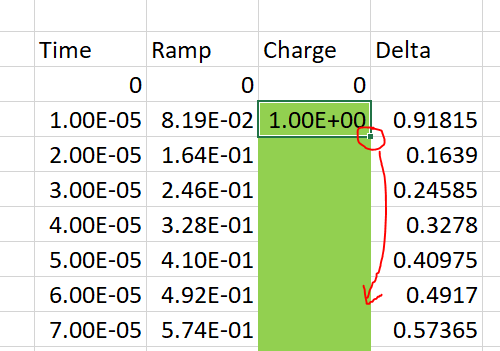 Time Ramp Charge Delta
0 0 0
1.00E-05 8.19E-02 1.00E+00 0.91815
2.00E-05 1.64E-01 0.1639
3.00E-05 2.46E-01 0.24585
4.00E-05 3.28E-01 0.3278
5.00E-05 4.10E-01 0.40975
6.00E-05 4.92E-01 0.4917
7.00E-05 5.74E-01 0.57365